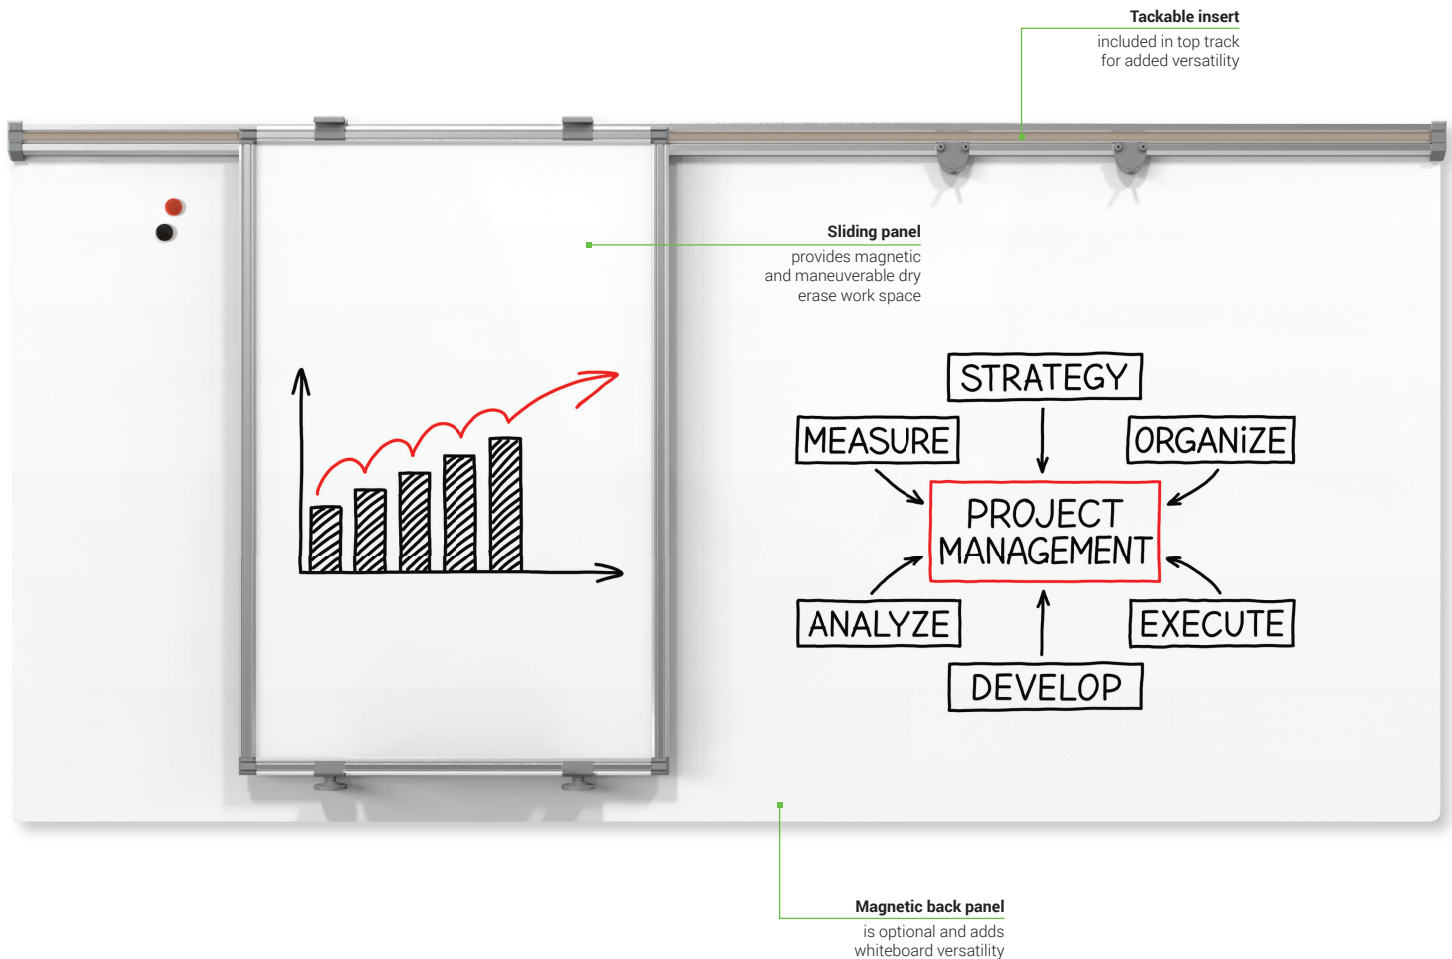 Tackable insert
included in top track
for added versatility
Sliding panel
provides magnetic
and maneuverable dry
erase work space
STRATEGY
MEASURE
ORGANiZE
PROJECT
MANAGEMENT
ANALYZE
EXECUTE
DEVELOP
Magnetic back panel
is optional and adds
whiteboard versatility